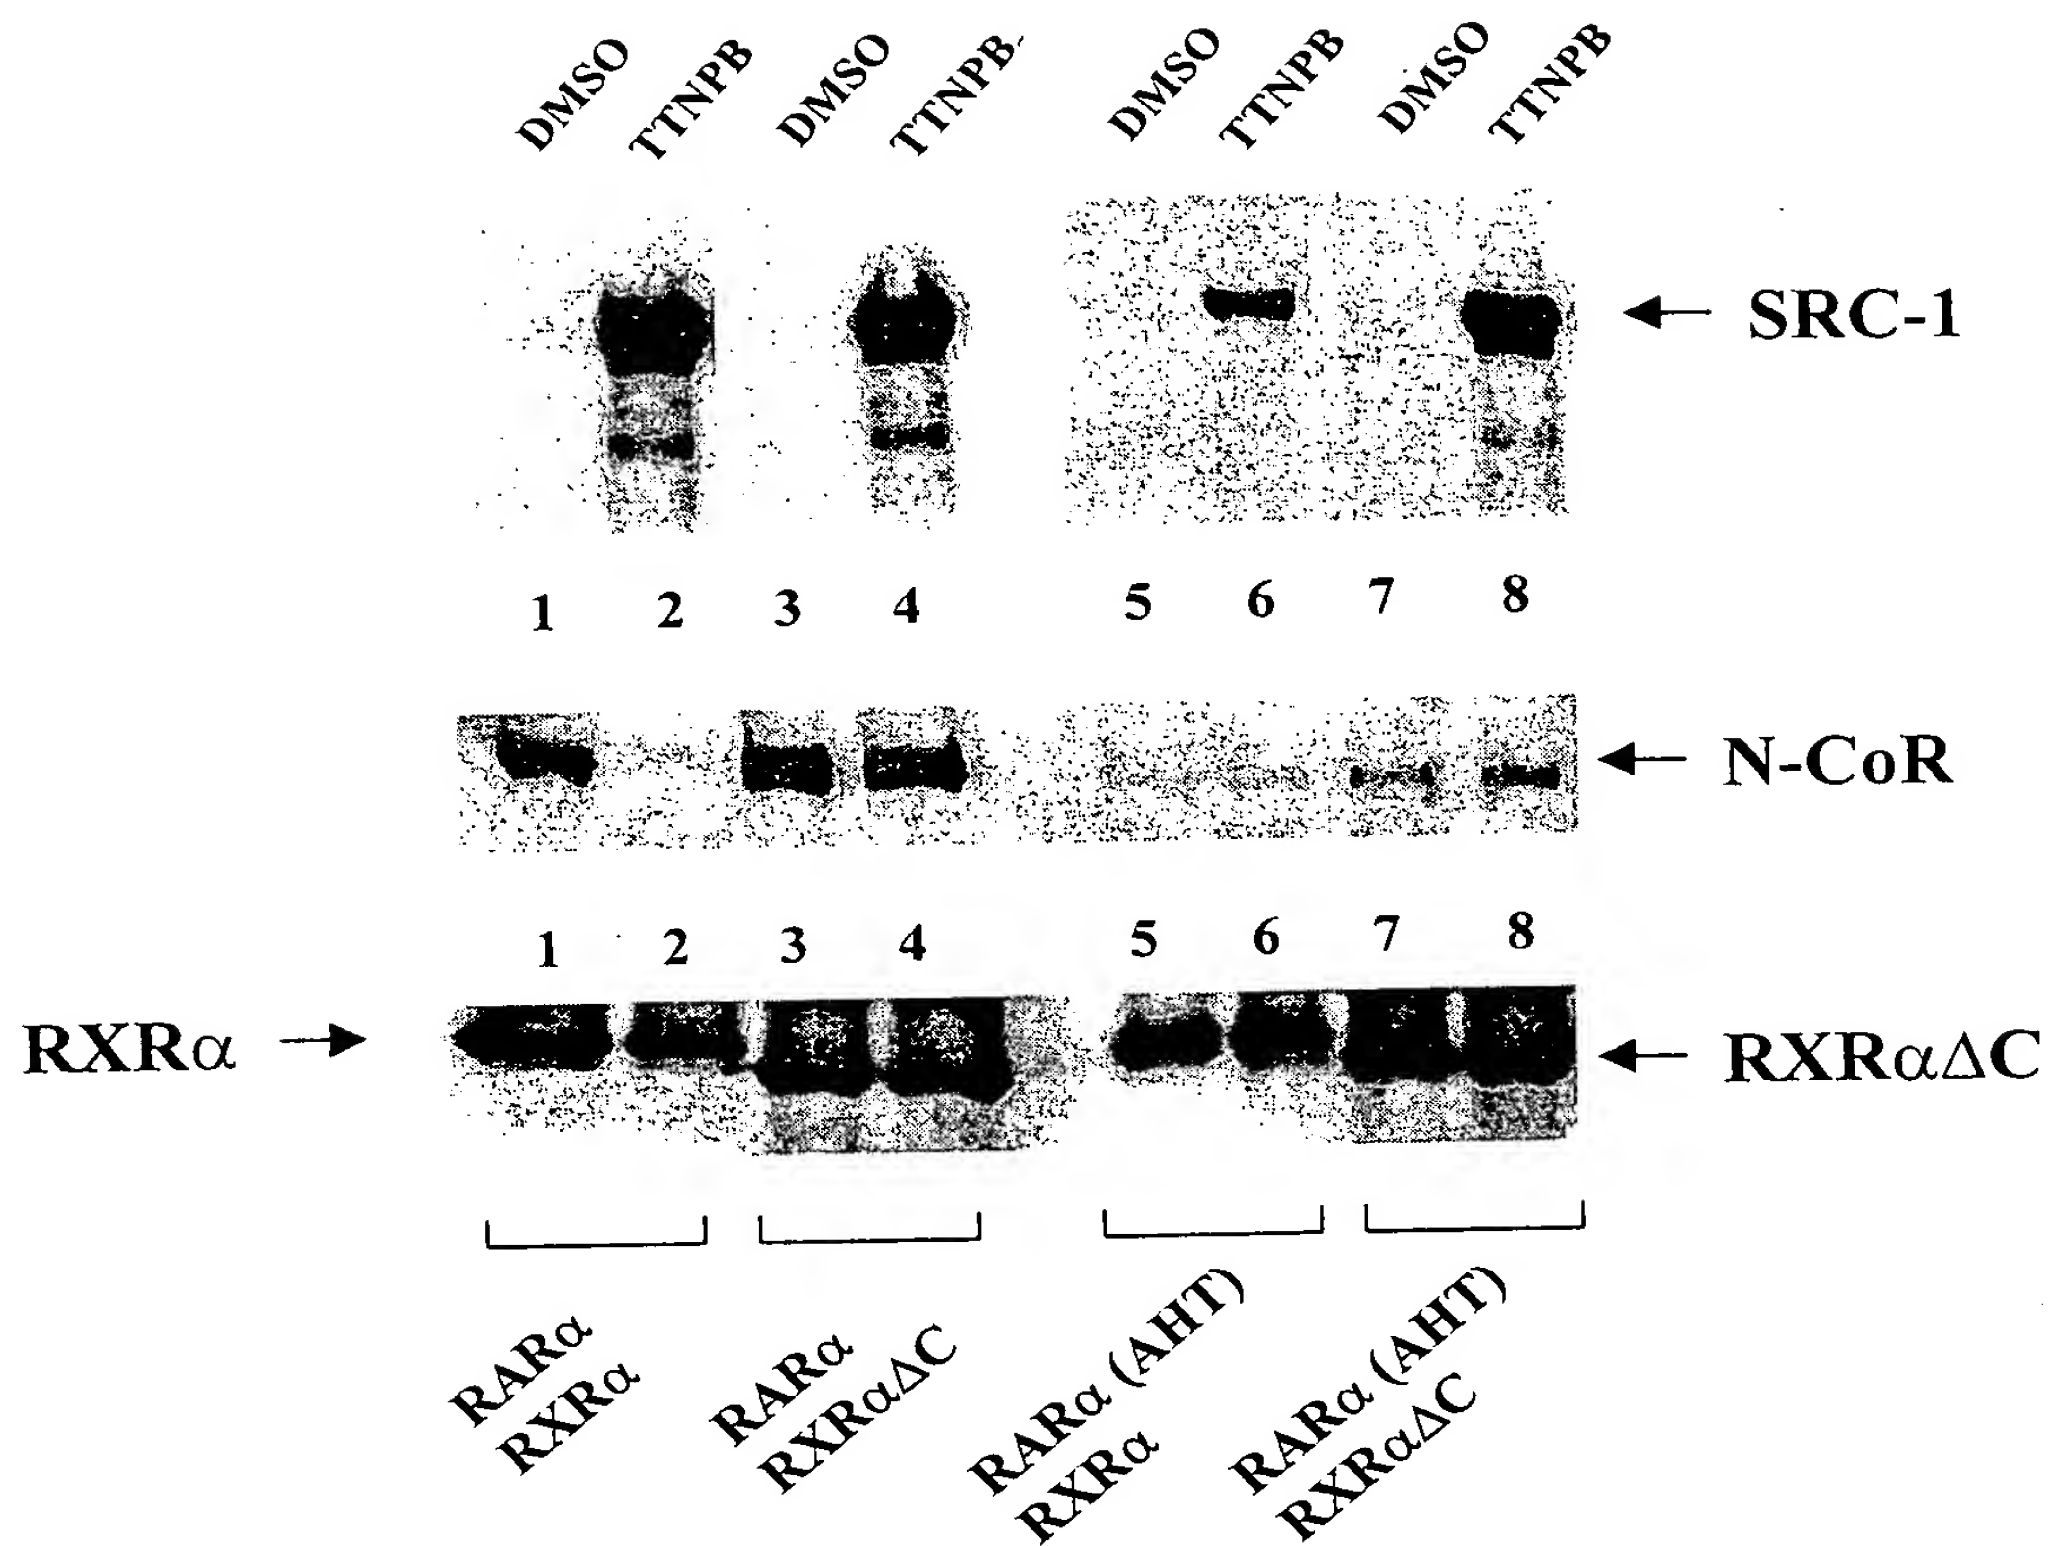 DMSO
TTNPB
DMSO
TTNPB
DMSO
TTNPB
DMSO
TTNPB
SRC-1
1 2 3 4 5 6 7 8
N-CoR
1 2 3 4 5 6 7 8
RXRα
RXRαΔC
RARα
RXRα
RARα
RXRαΔC
RARα (AHT)
RXRα
RARα (AHT)
RXRαΔC